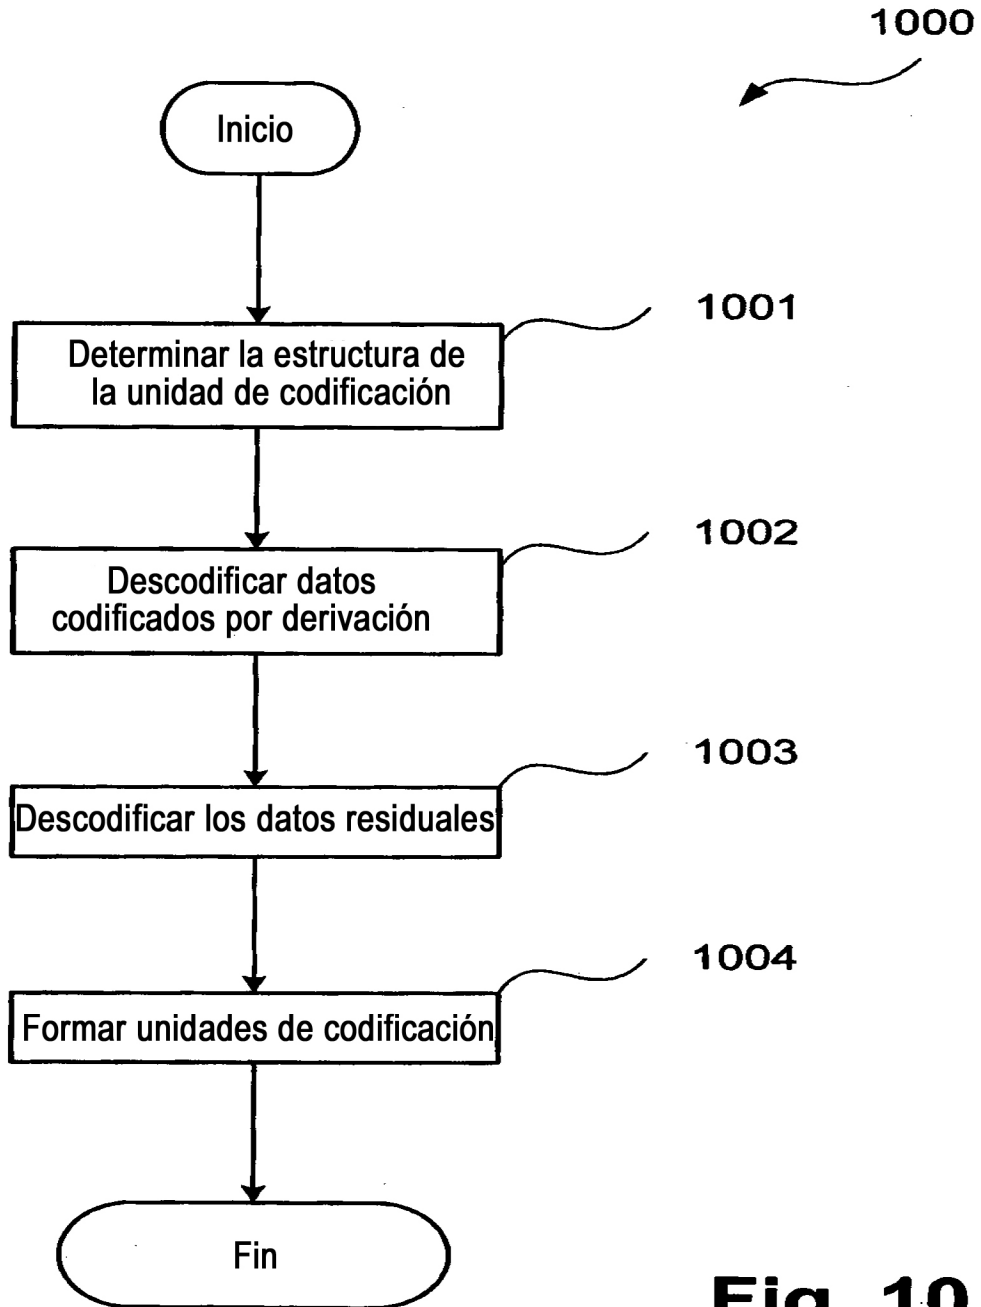 1000
Inicio
1001
Determinar la estructura de
la unidad de codificación
1002
Descodificar datos
codificados por derivación
1003
Descodificar los datos residuales
1004
Formar unidades de codificación
Fin
Fig. 10